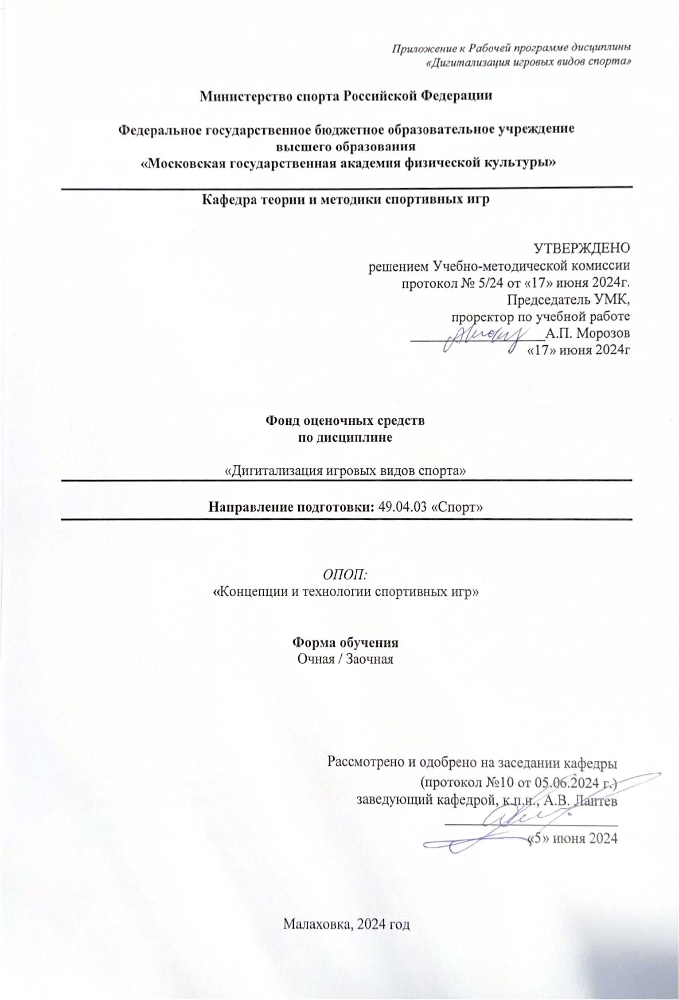 Приложение к Рабочей программе дисциплины
«Дигитализация игровых видов спорта»
Министерство спорта Российской Федерации
Федеральное государственное бюджетное образовательное учреждение
высшего образования
«Московская государственная академия физической культуры»
Кафедра теории и методики спортивных игр
УТВЕРЖДЕНО
решением Учебно-методической комиссии
протокол № 5/24 от «17» июня 2024г.
Председатель УМК,
проректор по учебной работе
А.П. Морозов
«17» июня 2024г
Фонд оценочных средств
по дисциплине
«Дигитализация игровых видов спорта»
Направление подготовки: 49.04.03 «Спорт»
ОПОП:
«Концепции и технологии спортивных игр»
Форма обучения
Очная / Заочная
Рассмотрено и одобрено на заседании кафедры
(протокол №10 от 05.06.2024 г.)
заведующий кафедрой, к.п.н., А.В. Лаптев
«5» июня 2024
Малаховка, 2024 год